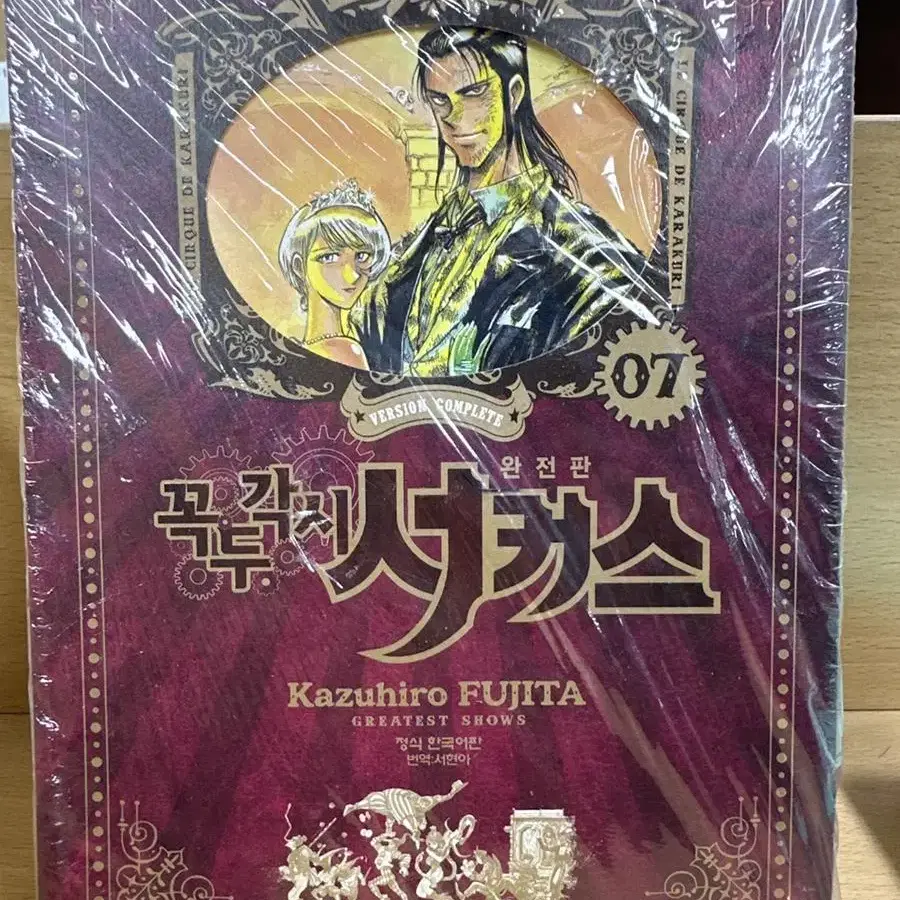 CIRQUE DE KARAKURI
LE CIRQUE DE KARAKURI
07
VERSION COMPLETE
완전판
꼭두각시 서커스
Kazuhiro FUJITA
GREATEST SHOWS
정식 한국어판
번역:서현아